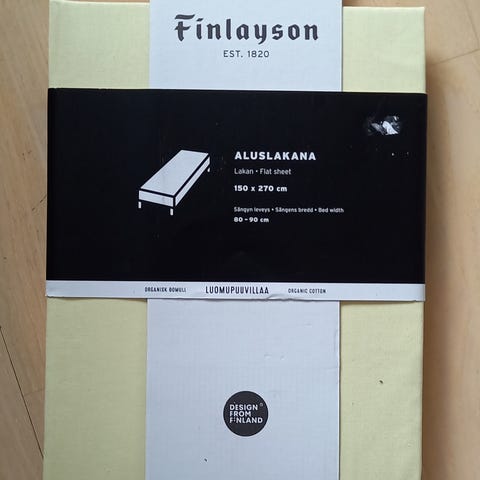 Finlayson
EST. 1820
ALUSLAKANA
Lakan • Flat sheet
150 x 270 cm
Sängyn leveys • Sängens bredd • Bed width
80 – 90 cm
ORGANISK BOMULL LUOMUPUUVILLAA ORGANIC COTTON
DESIGN
FROM
FINLAND